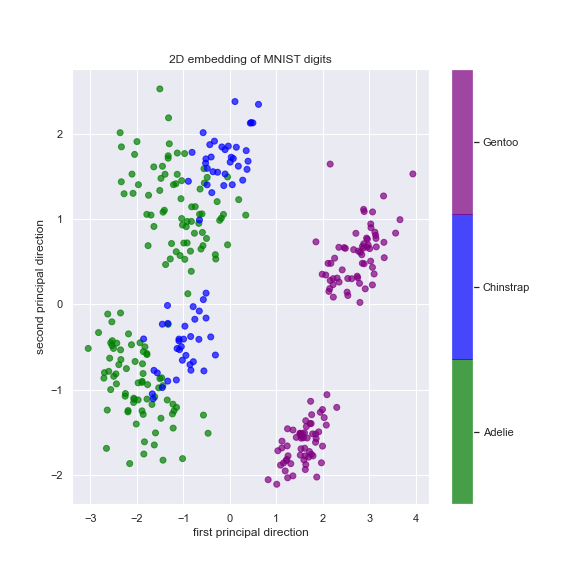 2D embedding of MNIST digits
second principal direction
2
1
0
−1
−2
−3
−2
−1
0
1
2
3
4
first principal direction
Gentoo
Chinstrap
Adelie